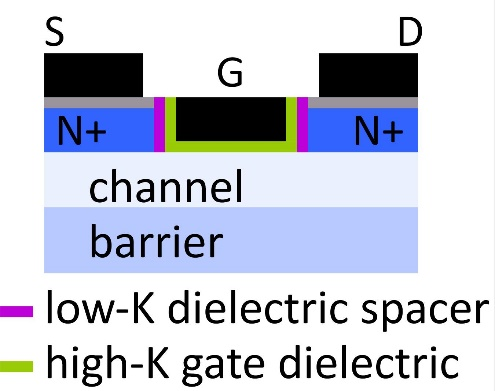 S D
G
N+ N+
channel
barrier
low-K dielectric spacer
high-K gate dielectric